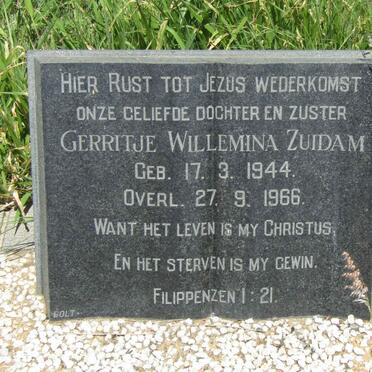 Hier Rust tot Jezus wederkomst
onze geliefde dochter en zuster
Gerritje Willemina Zuidam
Geb. 17. 3. 1944.
Overl. 27. 9. 1966.
Want het leven is my Christus,
En het sterven is my gewin.
Filippenzen 1:21.
Bolt.